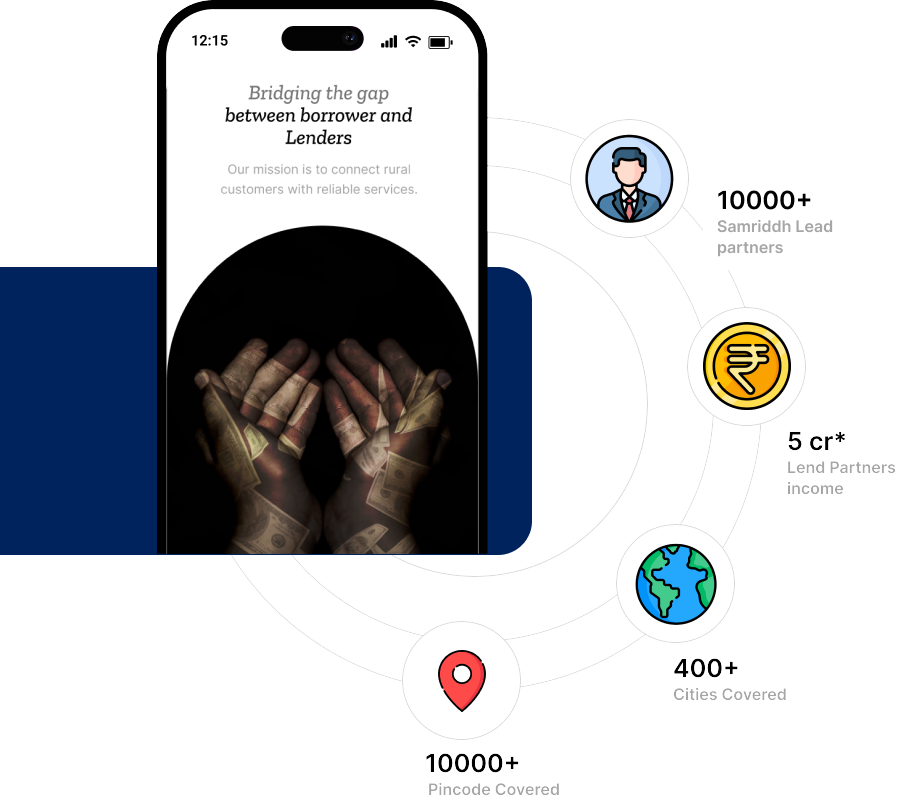 12:15
Bridging the gap
between borrower and
Lenders
Our mission is to connect rural
customers with reliable services.
10000+
Samriddh Lead
partners
5 cr*
Lend Partners
income
400+
Cities Covered
10000+
Pincode Covered